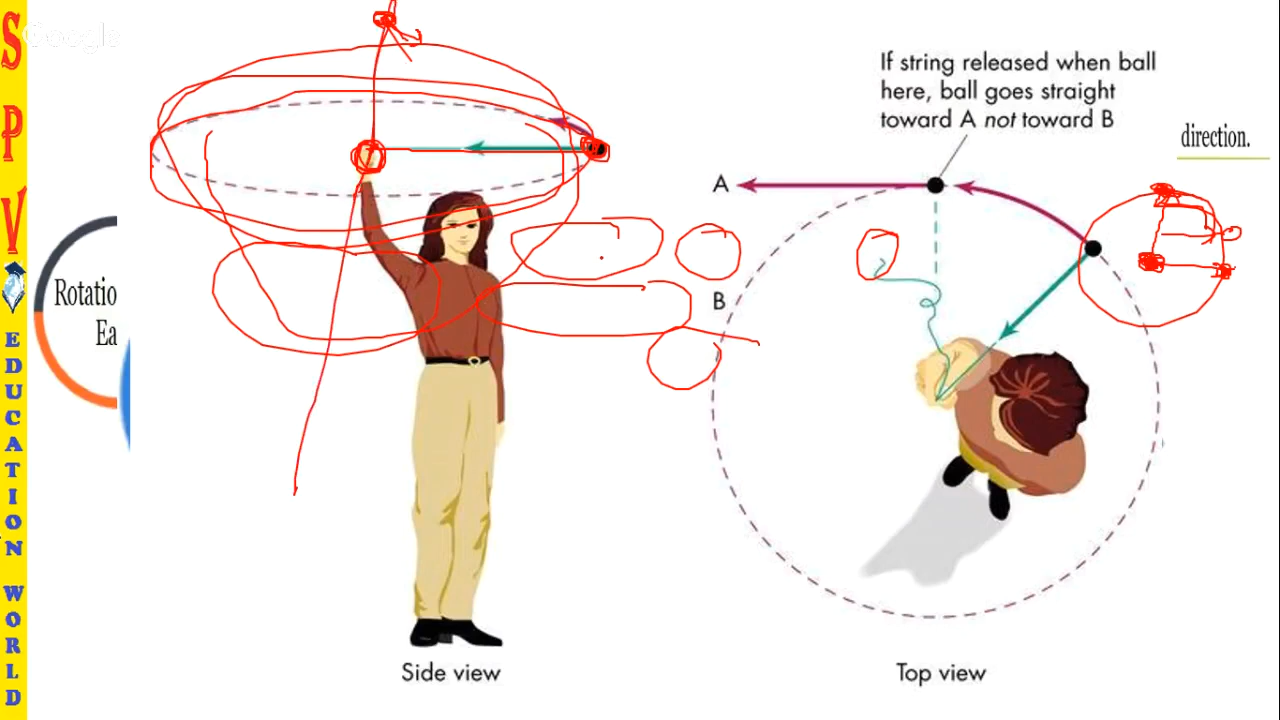 S P V EDUCATION WORLD
Google
Rotatio
Ea
If string released when ball
here, ball goes straight
toward A not toward B
direction.
A
B
Side view
Top view